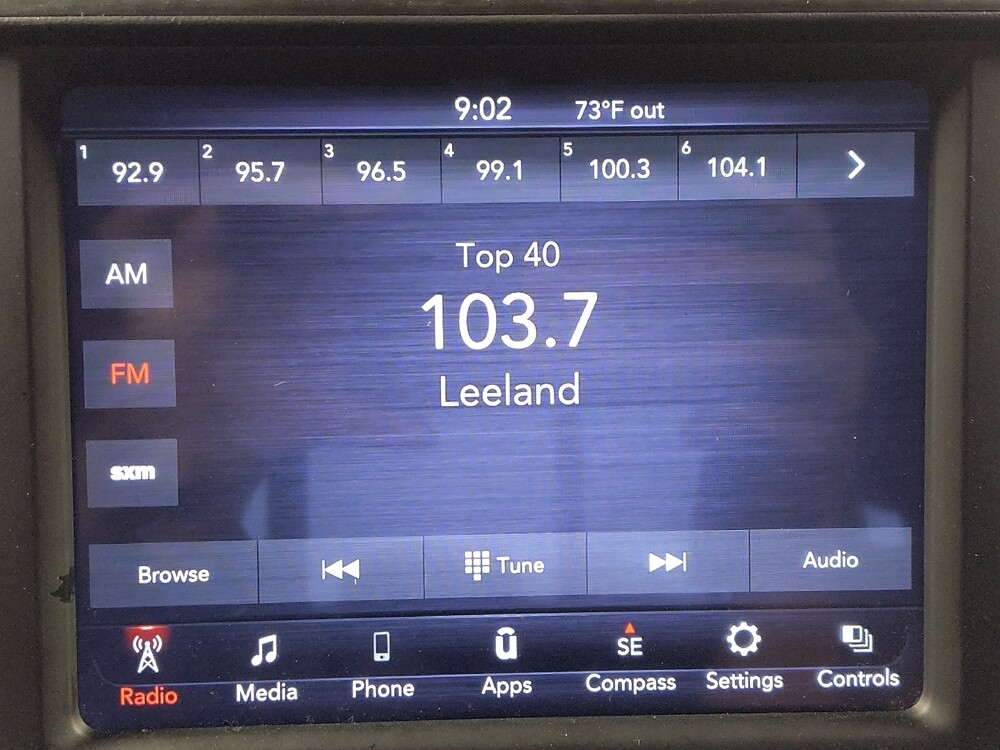 9:02 73°F out
1 92.9 2 95.7 3 96.5 4 99.1 5 100.3 6 104.1
Top 40
AM
103.7
FM
Leeland
sxm
Browse Tune Audio
SE
Radio Media Phone Apps Compass Settings Controls